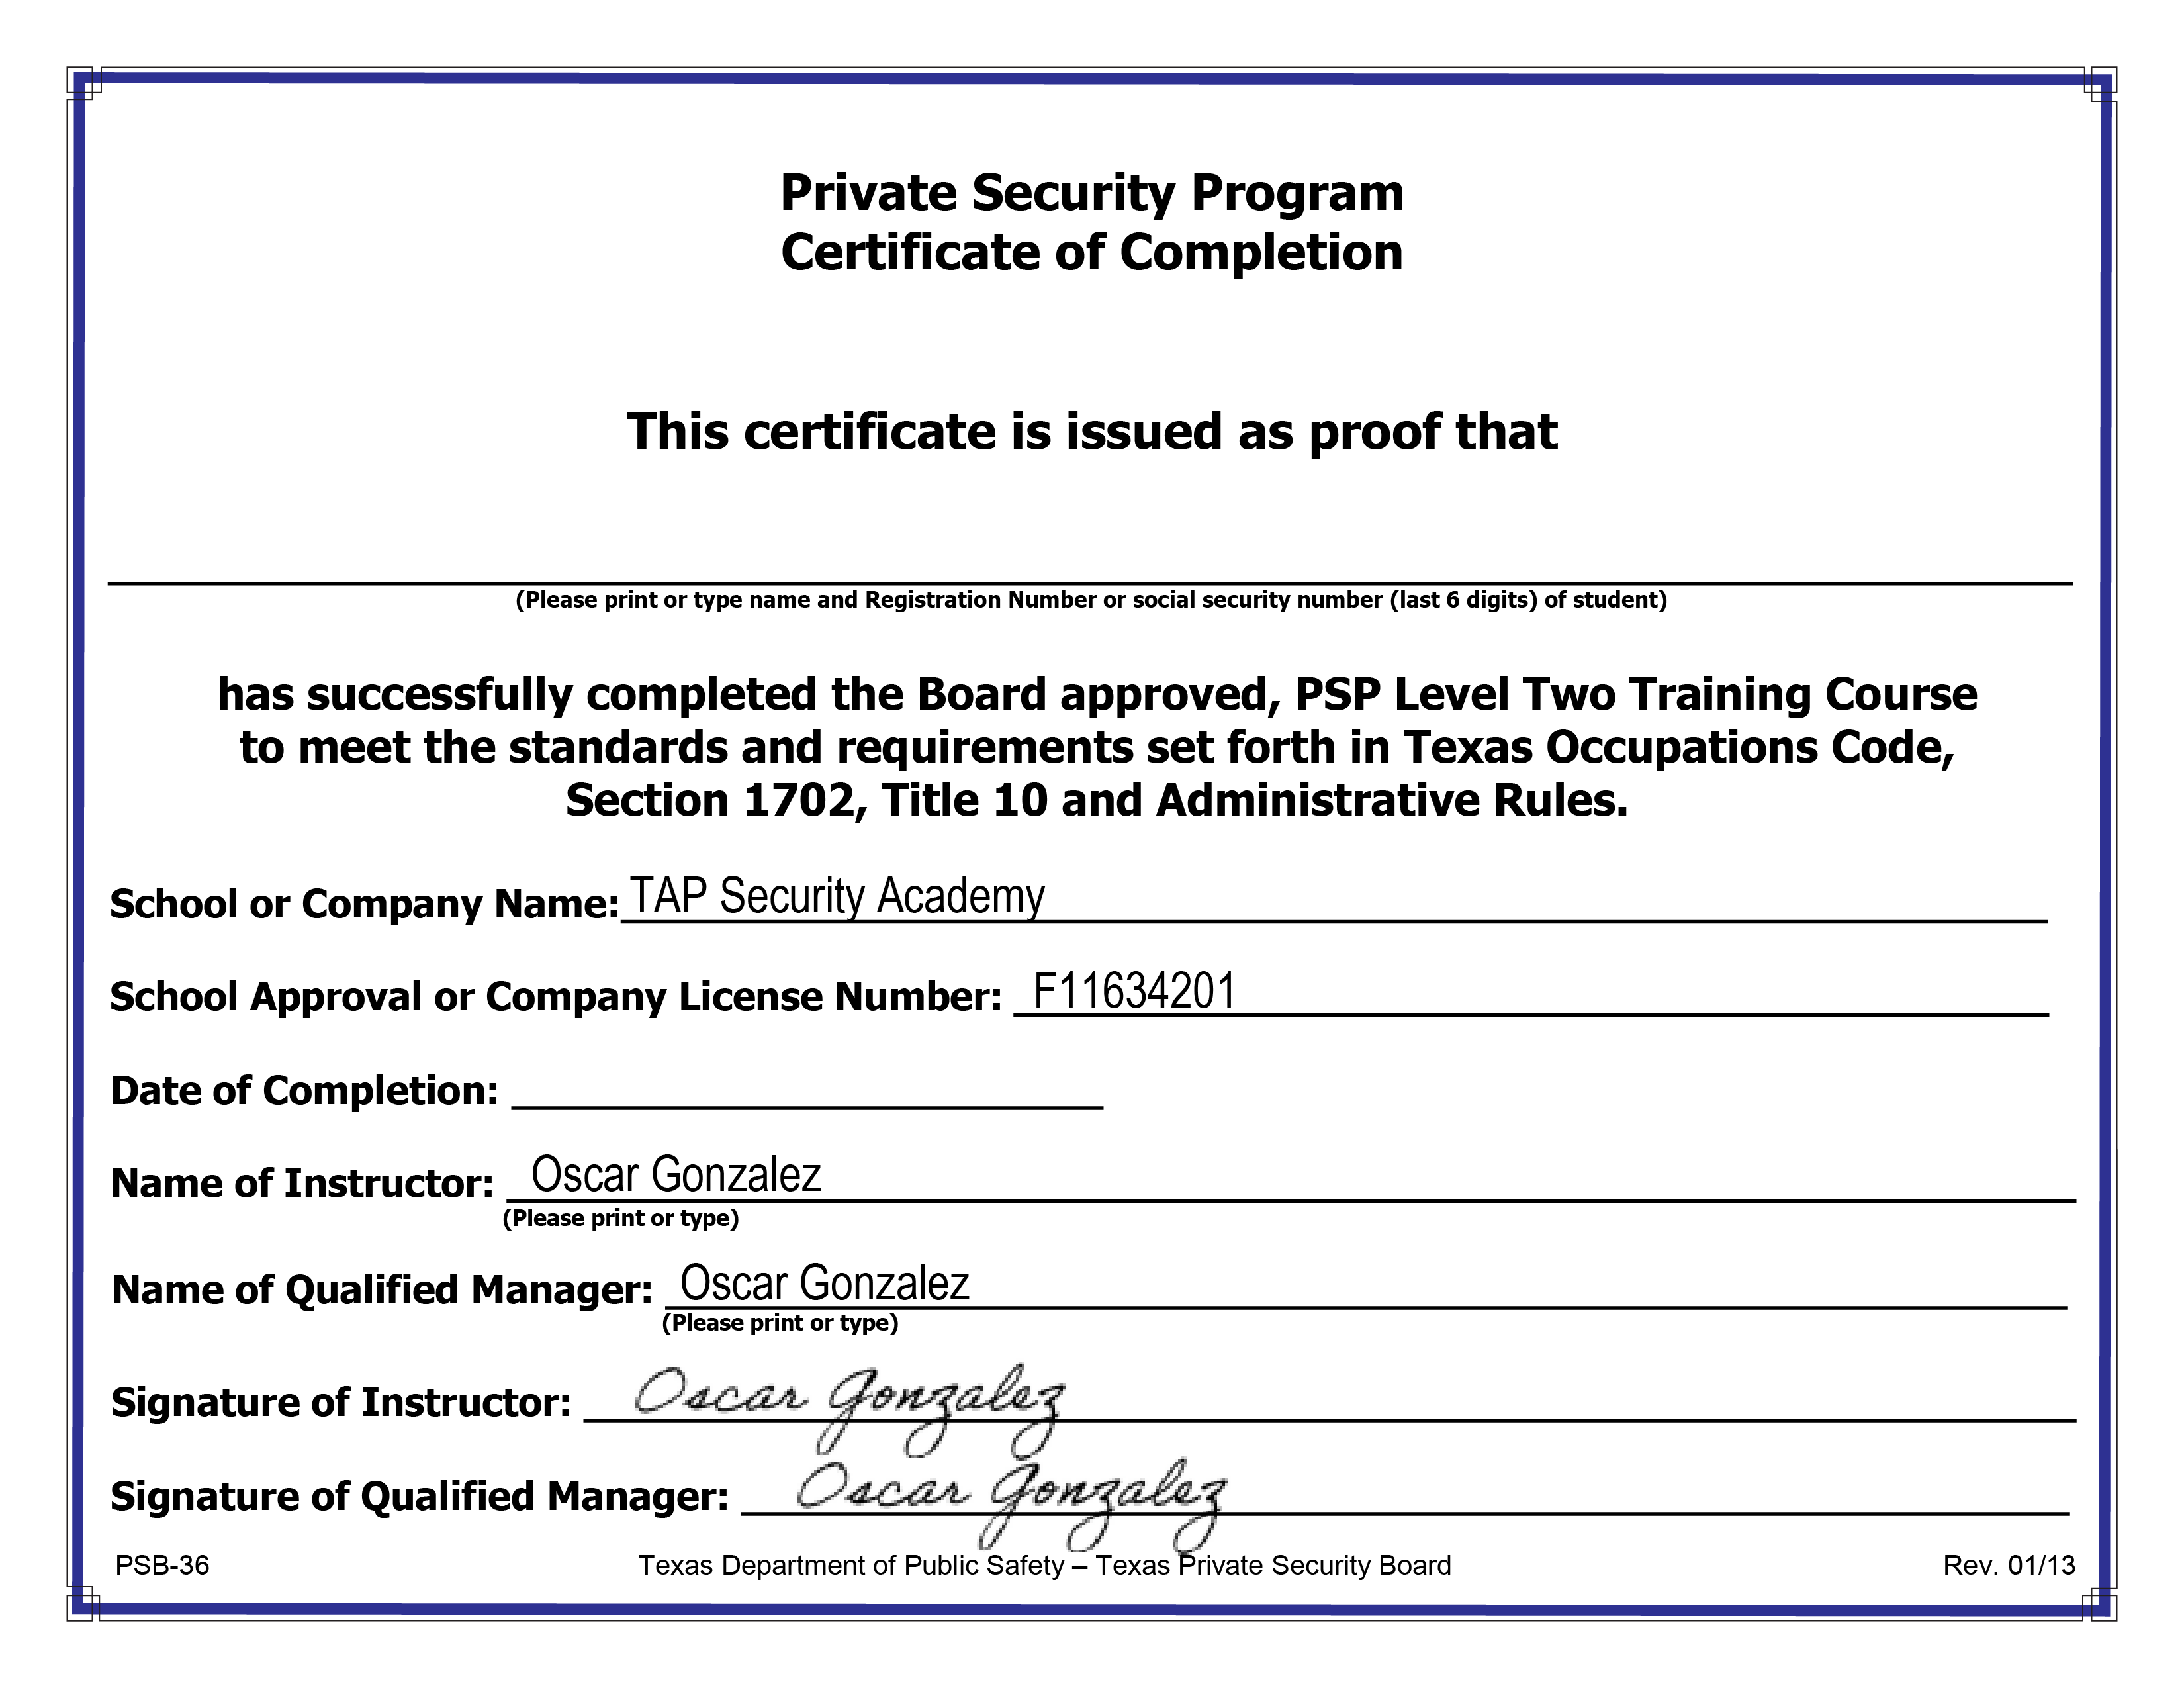 Private Security Program
Certificate of Completion
This certificate is issued as proof that
(Please print or type name and Registration Number or social security number (last 6 digits) of student)
has successfully completed the Board approved, PSP Level Two Training Course
to meet the standards and requirements set forth in Texas Occupations Code,
Section 1702, Title 10 and Administrative Rules.
School or Company Name: TAP Security Academy
School Approval or Company License Number: F11634201
Date of Completion:
Name of Instructor: Oscar Gonzalez
(Please print or type)
Name of Qualified Manager: Oscar Gonzalez
(Please print or type)
Signature of Instructor: Oscar Gonzalez
Signature of Qualified Manager: Oscar Gonzalez
PSB-36 Texas Department of Public Safety – Texas Private Security Board Rev. 01/13